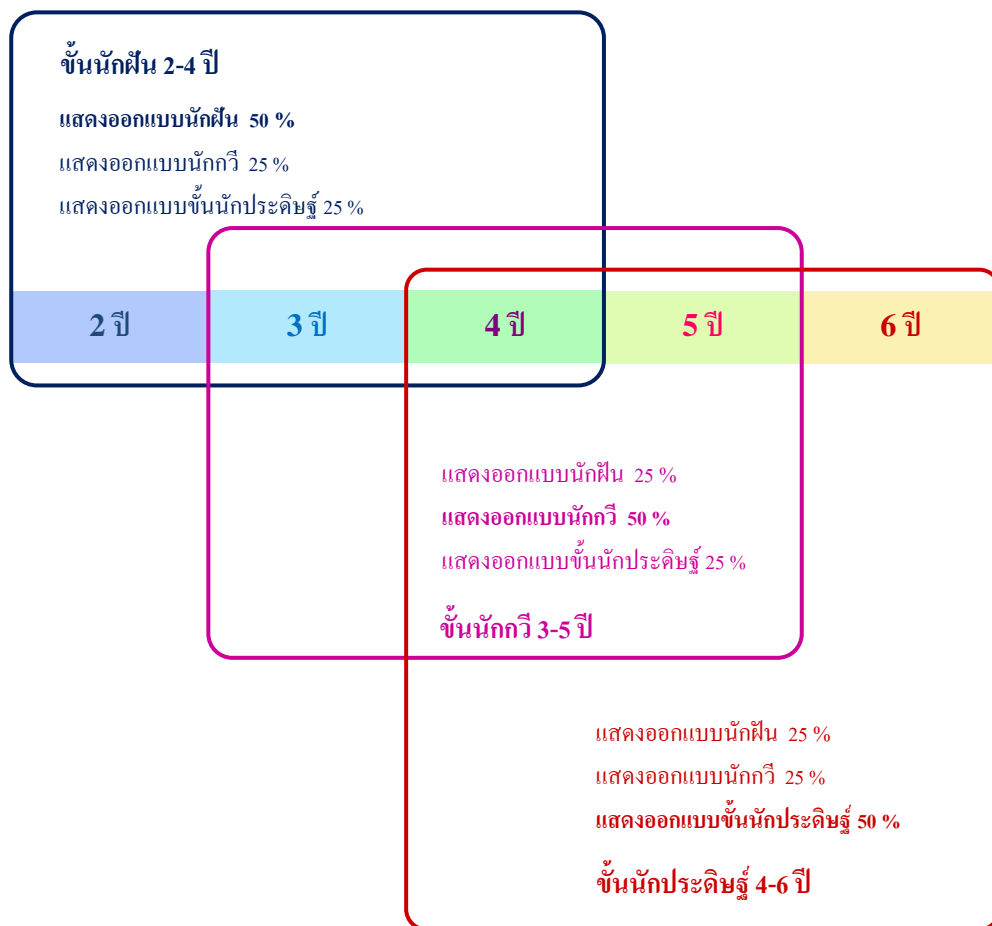 ขั้นนักฝัน 2-4 ปี
แสดงออกแบบนักฝัน 50 %
แสดงออกแบบนักกวี 25 %
แสดงออกแบบขั้นนักประดิษฐ์ 25 %
2 ปี 3 ปี 4 ปี 5 ปี 6 ปี
แสดงออกแบบนักฝัน 25 %
แสดงออกแบบนักกวี 50 %
แสดงออกแบบขั้นนักประดิษฐ์ 25 %
ขั้นนักกวี 3-5 ปี
แสดงออกแบบนักฝัน 25 %
แสดงออกแบบนักกวี 25 %
แสดงออกแบบขั้นนักประดิษฐ์ 50 %
ขั้นนักประดิษฐ์ 4-6 ปี